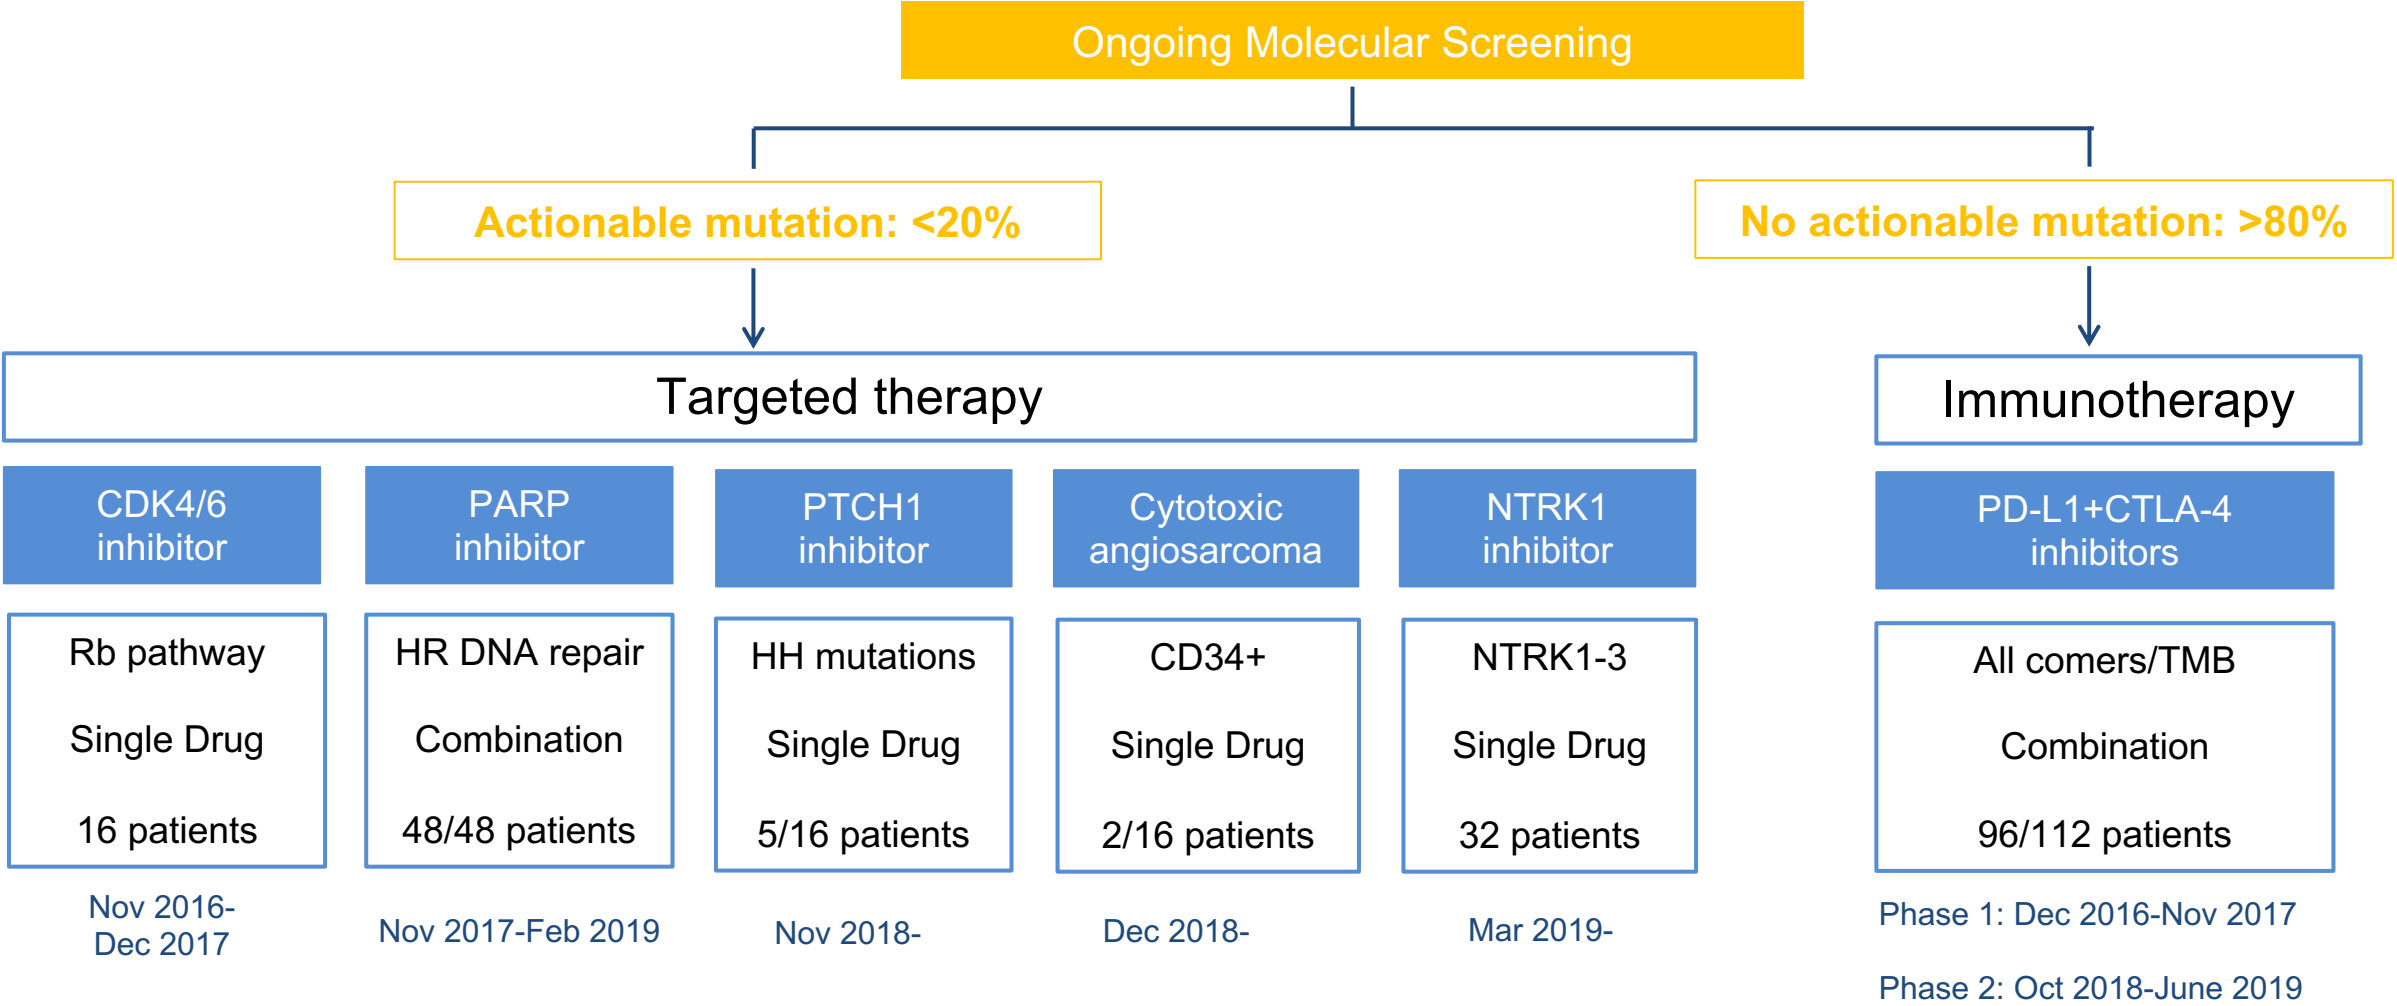 Ongoing Molecular Screening
Actionable mutation: <20%
No actionable mutation: >80%
Targeted therapy
Immunotherapy
CDK4/6
inhibitor
PARP
inhibitor
PTCH1
inhibitor
Cytotoxic
angiosarcoma
NTRK1
inhibitor
PD-L1+CTLA-4
inhibitors
Rb pathway
Single Drug
16 patients
HR DNA repair
Combination
48/48 patients
HH mutations
Single Drug
5/16 patients
CD34+
Single Drug
2/16 patients
NTRK1-3
Single Drug
32 patients
All comers/TMB
Combination
96/112 patients
Nov 2016-
Dec 2017
Nov 2017-Feb 2019
Nov 2018-
Dec 2018-
Mar 2019-
Phase 1: Dec 2016-Nov 2017
Phase 2: Oct 2018-June 2019